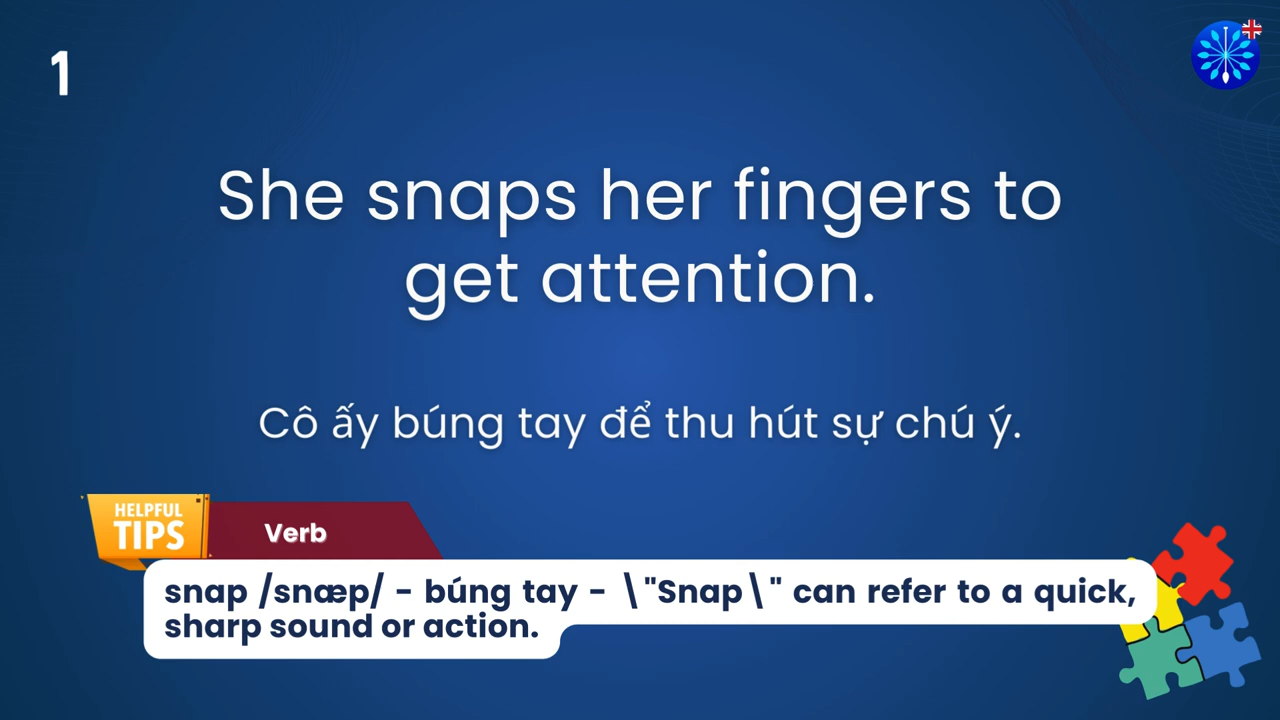 1
She snaps her fingers to
get attention.
Cô ấy búng tay để thu hút sự chú ý.
HELPFUL
TIPS
Verb
snap /snæp/ - búng tay - \"Snap\" can refer to a quick,
sharp sound or action.